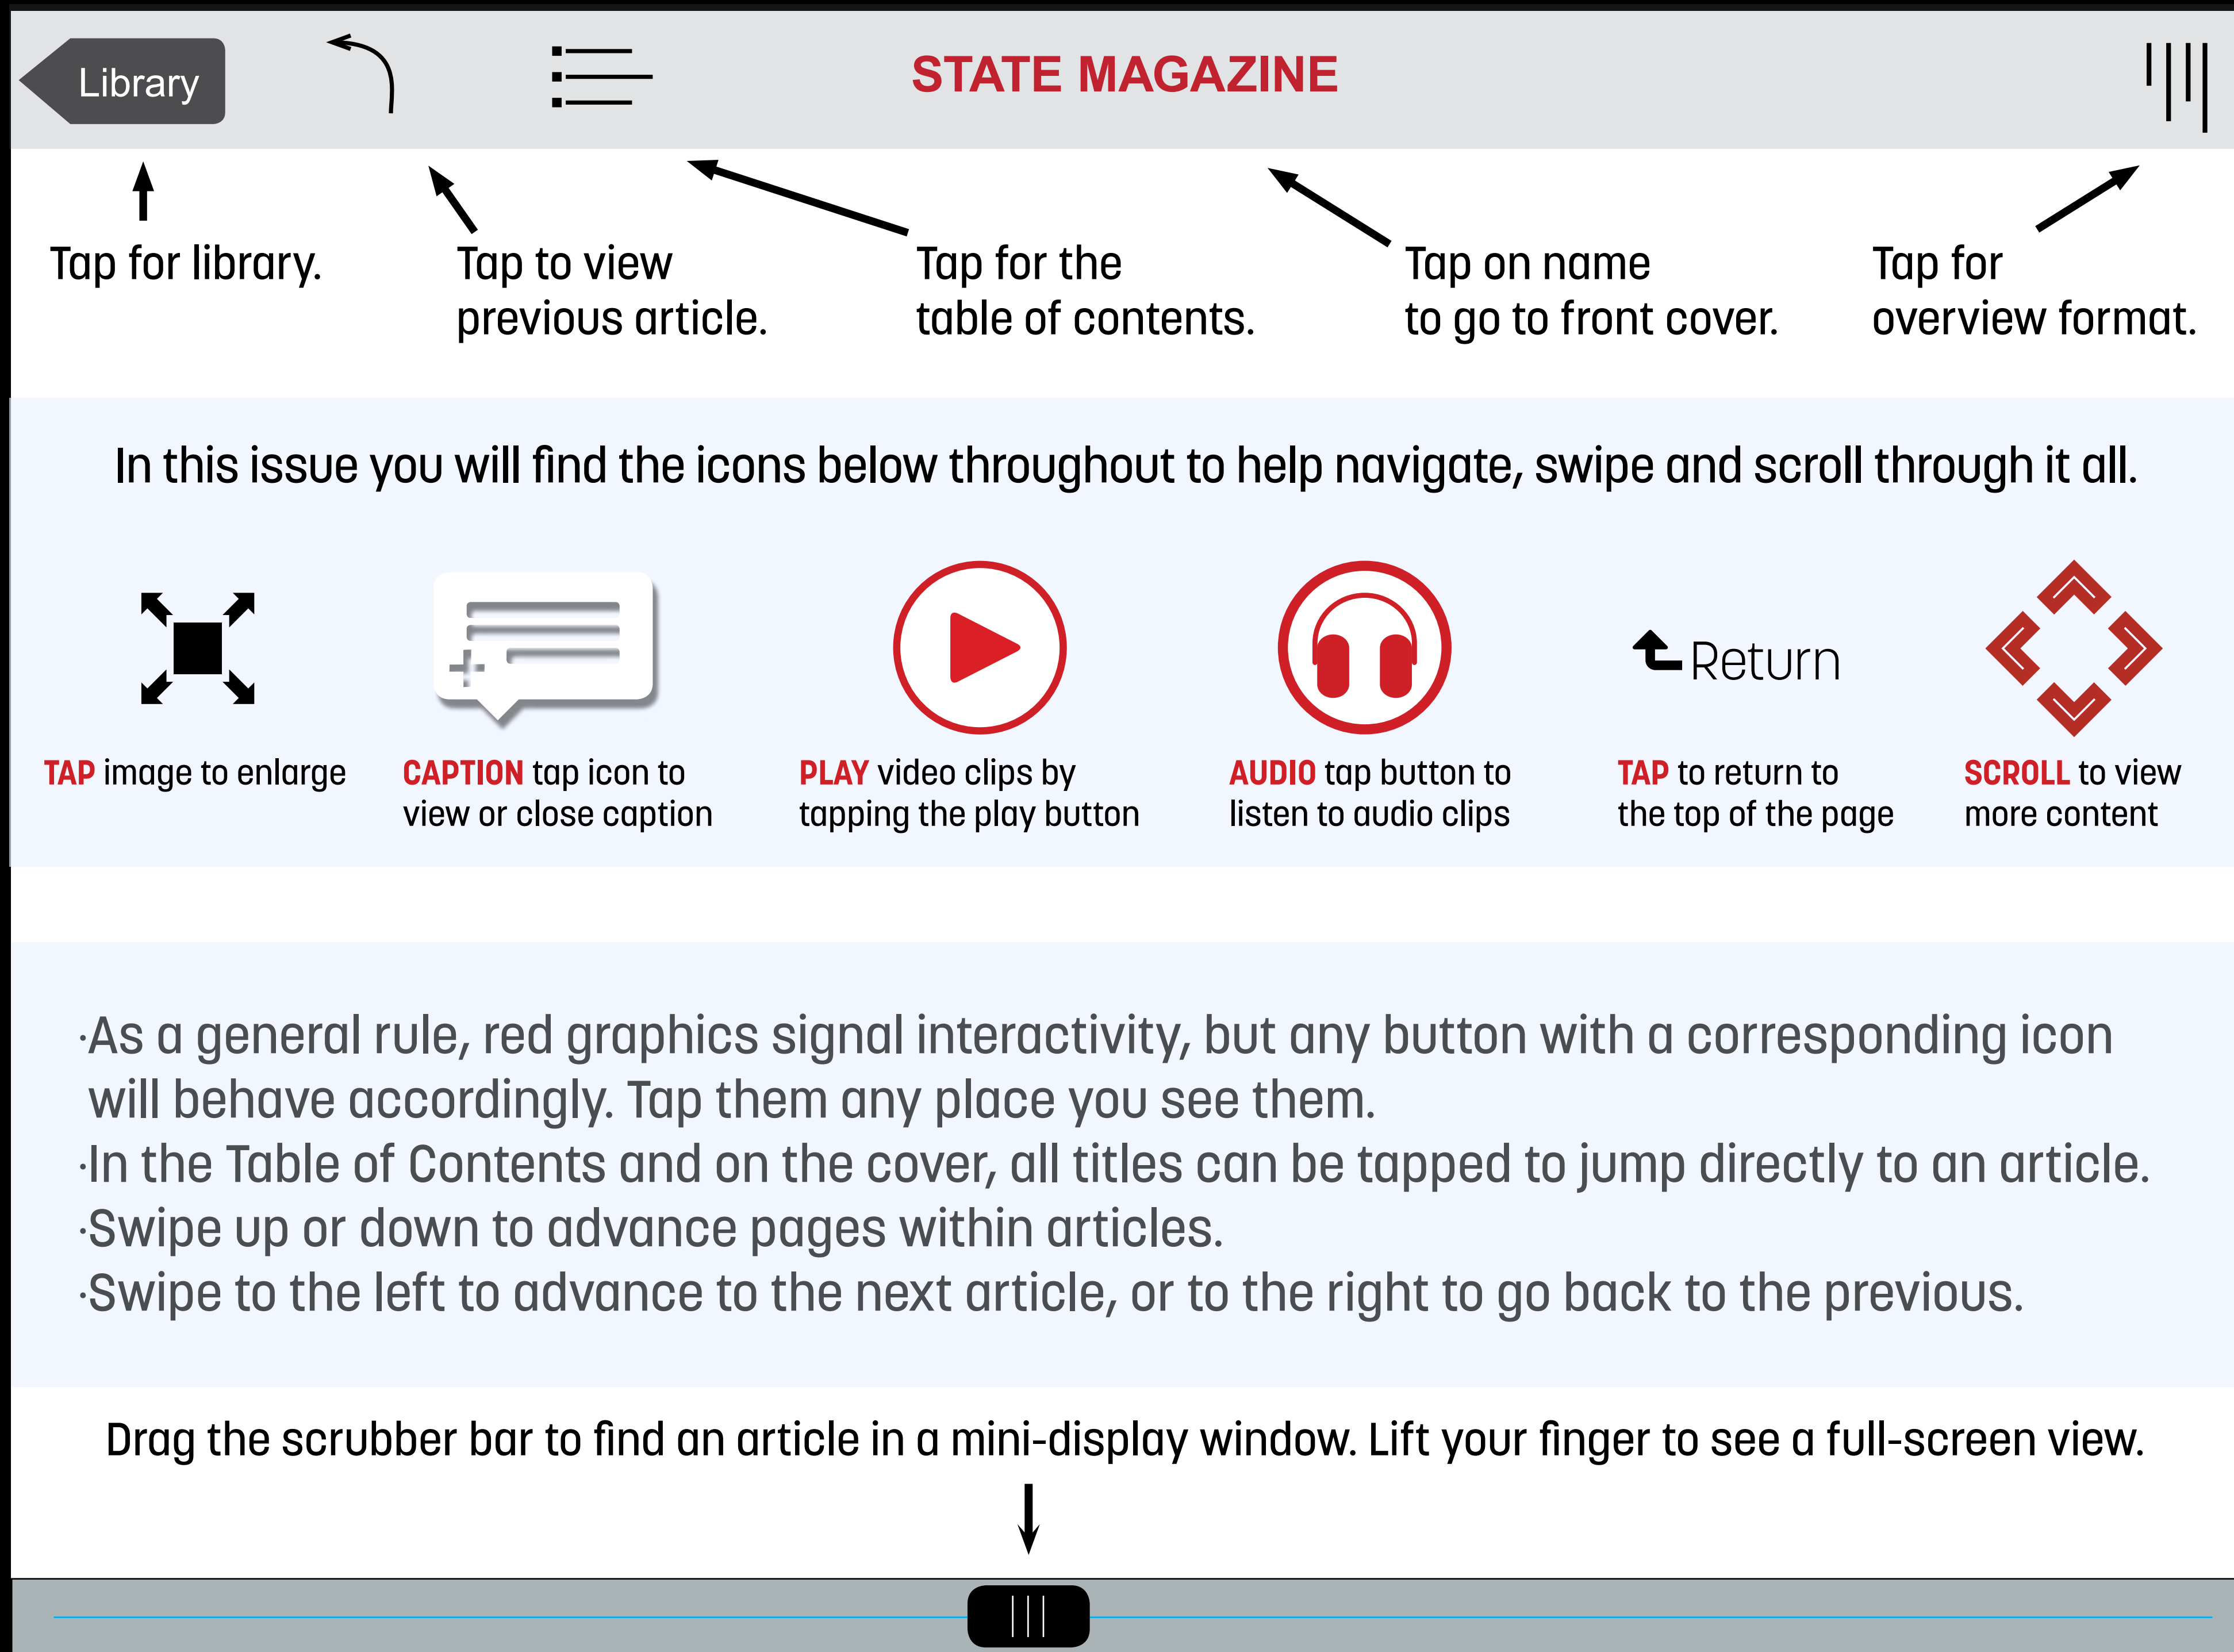 Library
STATE MAGAZINE
Tap for library.
Tap to view
previous article.
Tap for the
table of contents.
Tap on name
to go to front cover.
Tap for
overview format.
In this issue you will find the icons below throughout to help navigate, swipe and scroll through it all.
Return
TAP image to enlarge
CAPTION tap icon to
view or close caption
PLAY video clips by
tapping the play button
AUDIO tap button to
listen to audio clips
TAP to return to
the top of the page
SCROLL to view
more content
·As a general rule, red graphics signal interactivity, but any button with a corresponding icon
will behave accordingly. Tap them any place you see them.
·In the Table of Contents and on the cover, all titles can be tapped to jump directly to an article.
·Swipe up or down to advance pages within articles.
·Swipe to the left to advance to the next article, or to the right to go back to the previous.
Drag the scrubber bar to find an article in a mini-display window. Lift your finger to see a full-screen view.